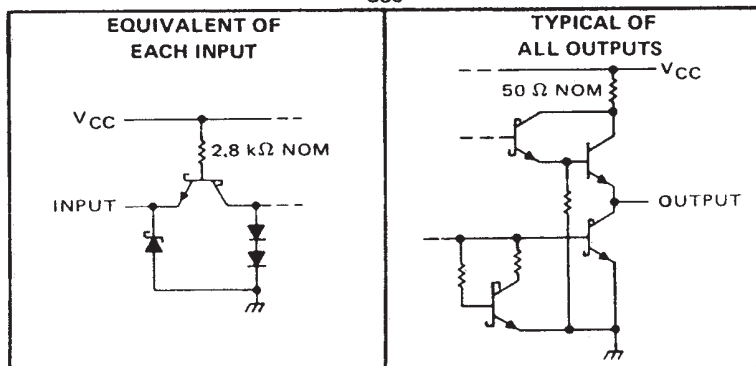 EQUIVALENT OF
EACH INPUT
VCC
2.8 kΩ NOM
INPUT
TYPICAL OF
ALL OUTPUTS
VCC
50 Ω NOM
OUTPUT